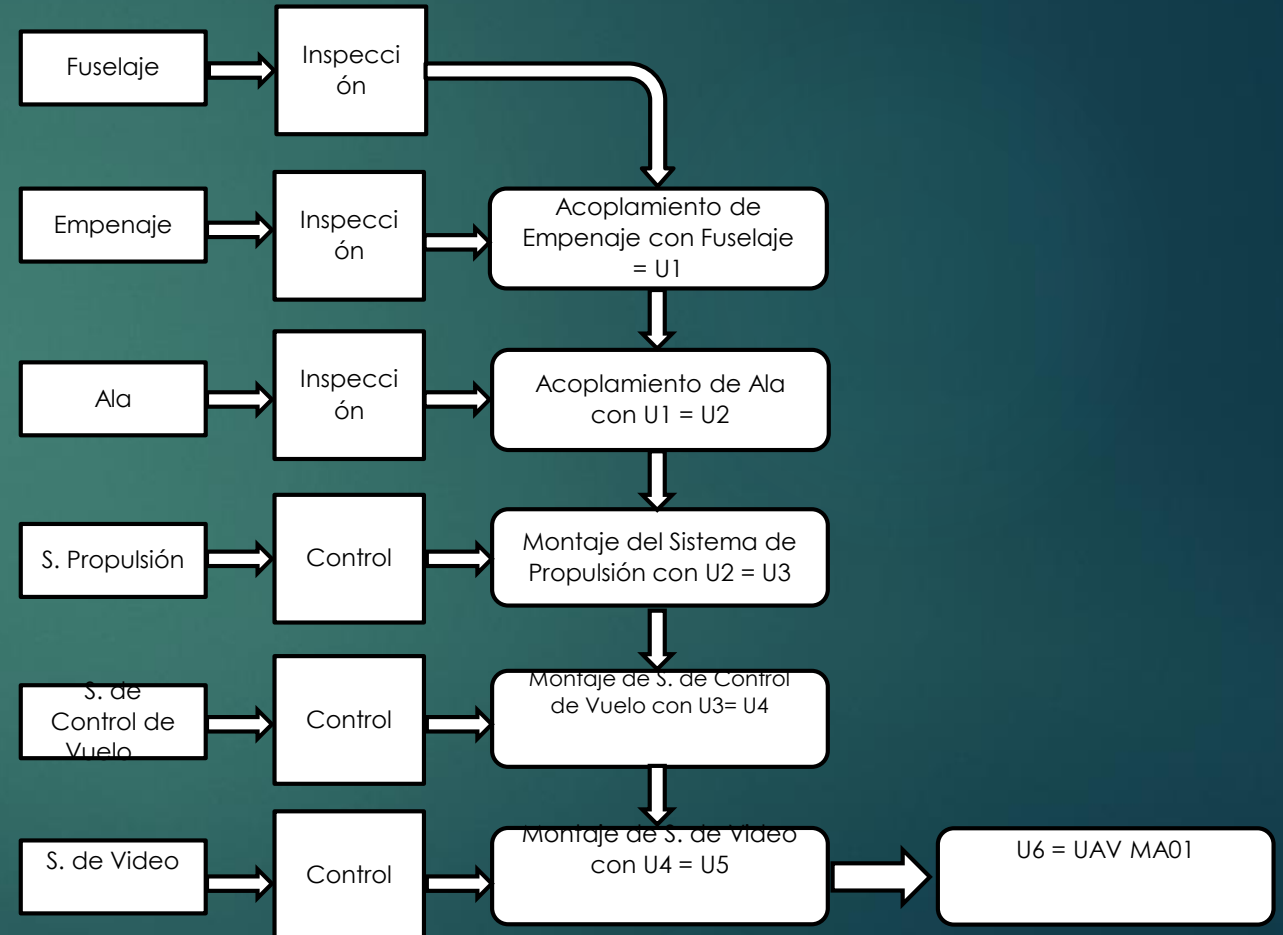 Fuselaje
Inspecci
ón
Empenaje
Inspecci
ón
Acoplamiento de
Empenaje con Fuselaje
= U1
Ala
Inspecci
ón
Acoplamiento de Ala
con U1 = U2
S. Propulsión
Control
Montaje del Sistema de
Propulsión con U2 = U3
S. de
Control de
Vuelo
Control
Montaje de S. de Control
de Vuelo con U3= U4
S. de Video
Control
Montaje de S. de Video
con U4 = U5
U6 = UAV MA01